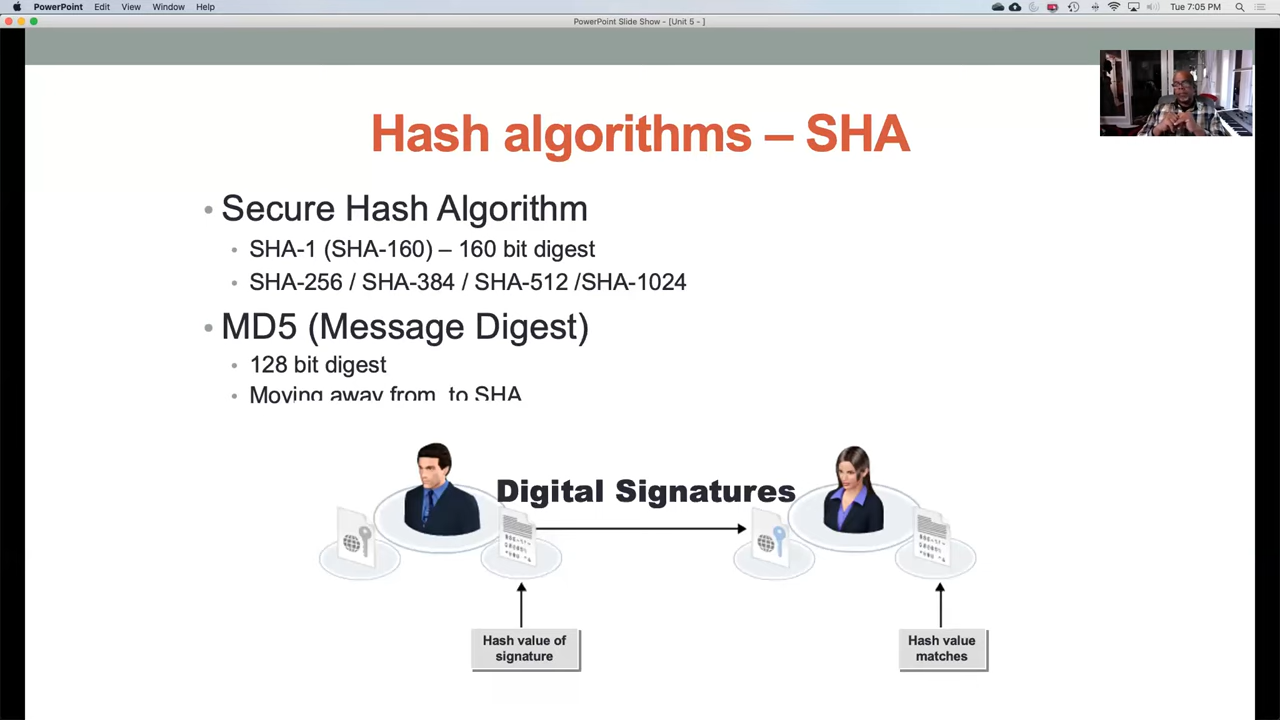 PowerPoint Edit View Window Help Tue 7:05 PM
PowerPoint Slide Show - [Unit 5 - ]
Hash algorithms – SHA
• Secure Hash Algorithm
• SHA-1 (SHA-160) – 160 bit digest
• SHA-256 / SHA-384 / SHA-512 /SHA-1024
• MD5 (Message Digest)
• 128 bit digest
• Moving away from to SHA
Digital Signatures
Hash value of
signature
Hash value
matches